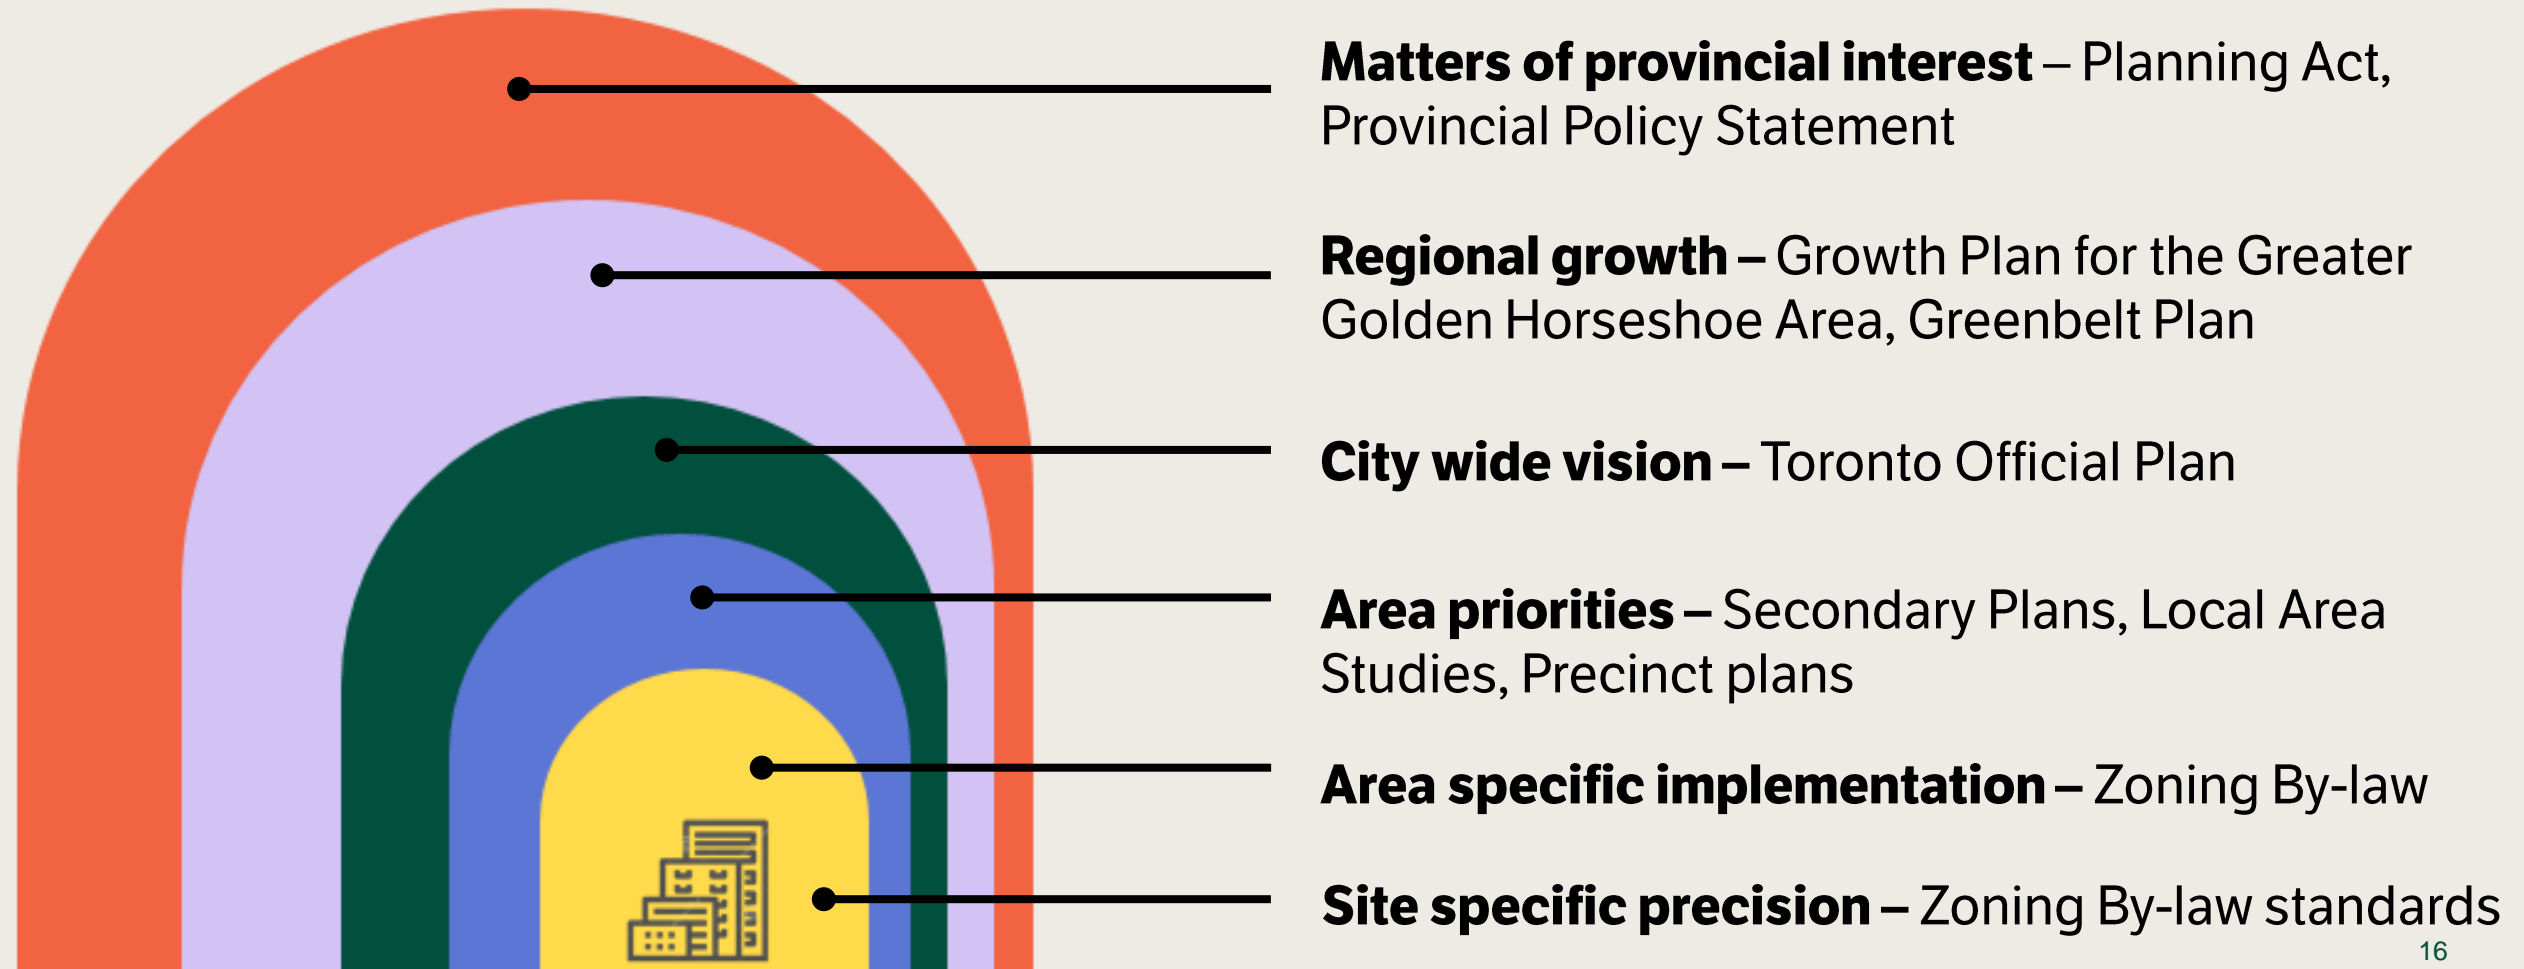 Matters of provincial interest – Planning Act,
Provincial Policy Statement
Regional growth – Growth Plan for the Greater
Golden Horseshoe Area, Greenbelt Plan
City wide vision – Toronto Official Plan
Area priorities – Secondary Plans, Local Area
Studies, Precinct plans
Area specific implementation – Zoning By-law
Site specific precision – Zoning By-law standards
16